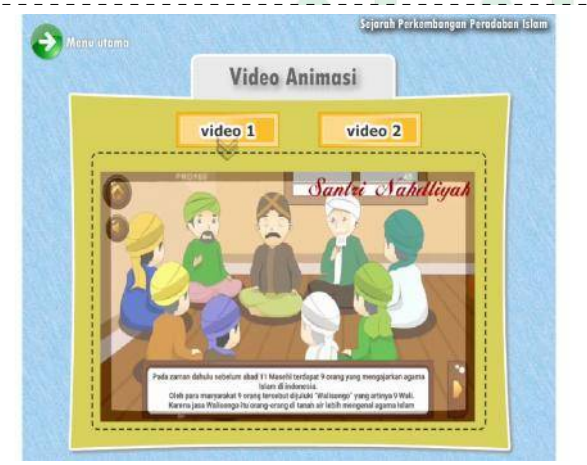 Sejarah Perkembangan Peradaban Islam
Menu utama
Video Animasi
video 1
video 2
Santri Nahdliyah
Pada zaman dahulu sebelum abad 11 Masehi terdapat 9 orang yang mengajarkan agama
Islam di indonesia.
Oleh para masyarakat 9 orang tersebut dijuluki "Walisongo" yang artinya 9 Wali.
Karena jasa Walisongo itu orang-orang di tanah air lebih mengenal agama Islam